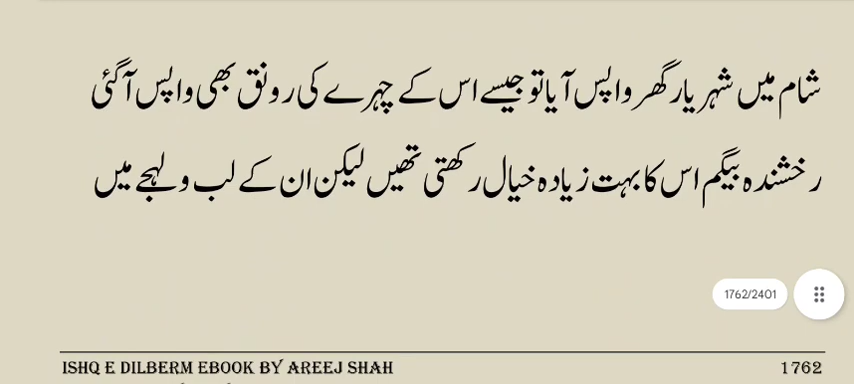 شام میں شہریار گھر واپس آیا تو جیسے اس کے چہرے کی رونق بھی واپس آگئی
رخشندہ بیگم اس کا بہت زیادہ خیال رکھتی تھیں لیکن ان کے لب و لہجے میں
1762/2401
ISHQ E DILBERM EBOOK BY AREEJ SHAH 1762